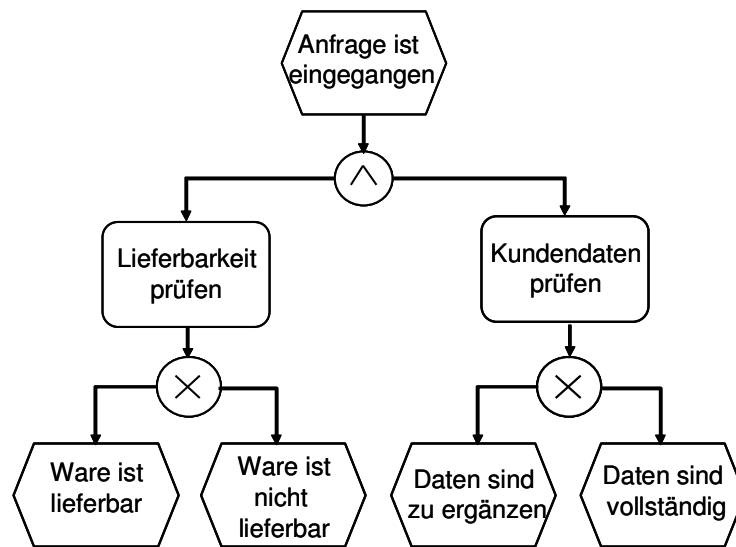 Anfrage ist
eingegangen
Lieferbarkeit
prüfen
Kundendaten
prüfen
Ware ist
lieferbar
Ware ist
nicht
lieferbar
Daten sind
zu ergänzen
Daten sind
vollständig